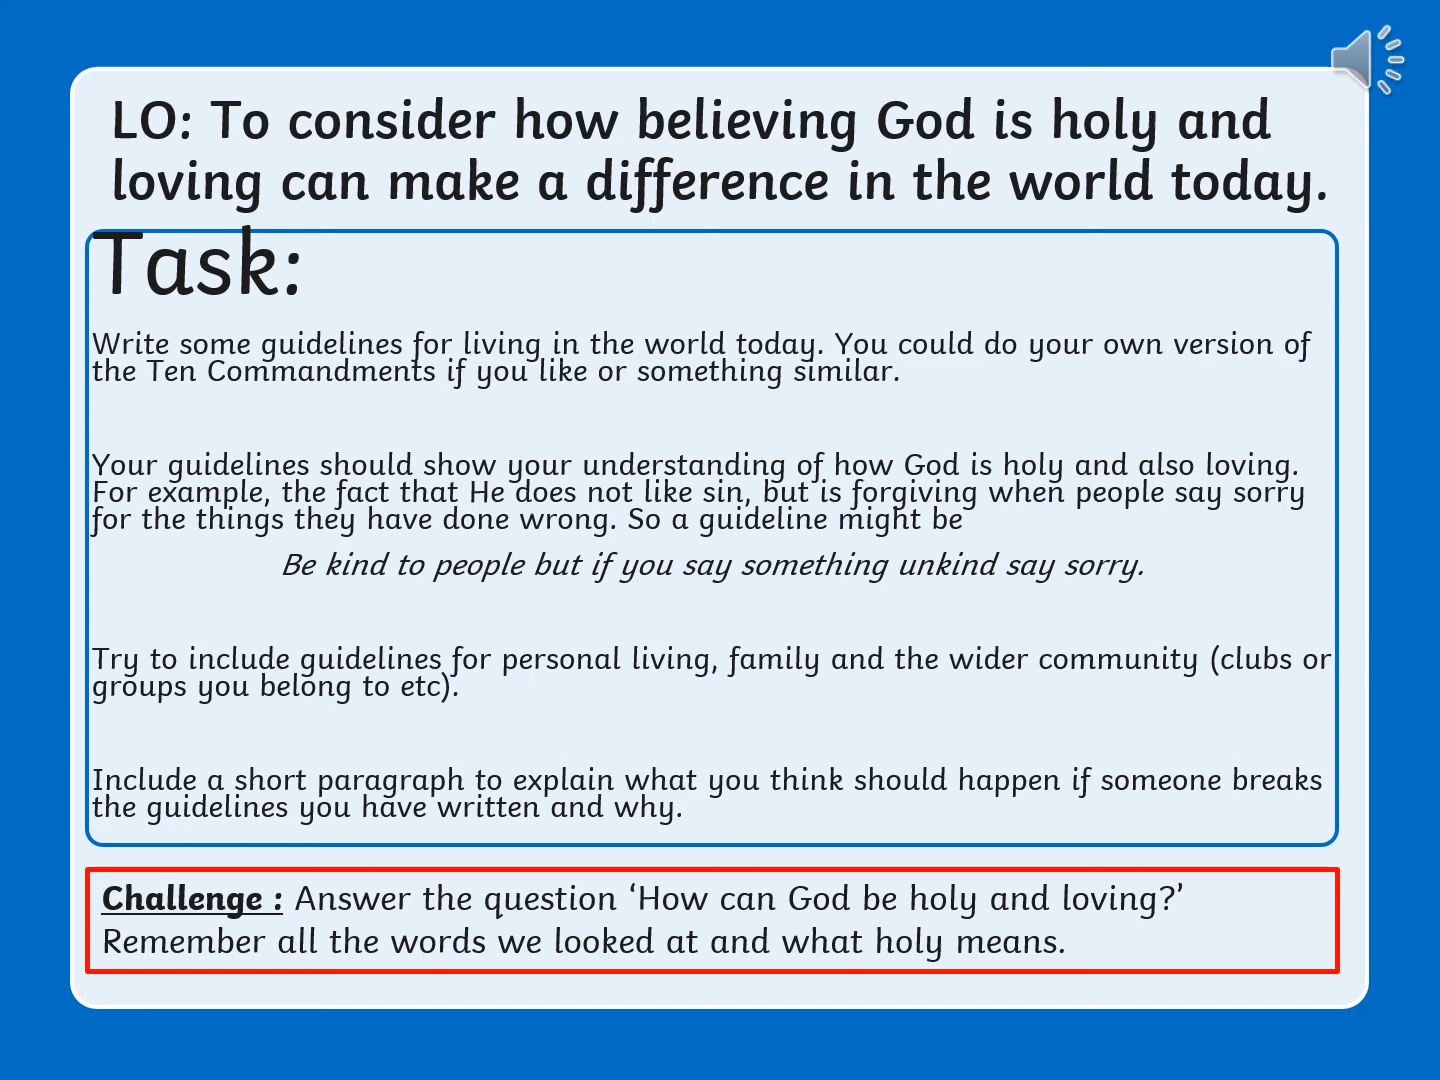 LO: To consider how believing God is holy and
loving can make a difference in the world today.
Task:
Write some guidelines for living in the world today. You could do your own version of
the Ten Commandments if you like or something similar.
Your guidelines should show your understanding of how God is holy and also loving.
For example, the fact that He does not like sin, but is forgiving when people say sorry
for the things they have done wrong. So a guideline might be
Be kind to people but if you say something unkind say sorry.
Try to include guidelines for personal living, family and the wider community (clubs or
groups you belong to etc).
Include a short paragraph to explain what you think should happen if someone breaks
the guidelines you have written and why.
Challenge : Answer the question ‘How can God be holy and loving?’
Remember all the words we looked at and what holy means.